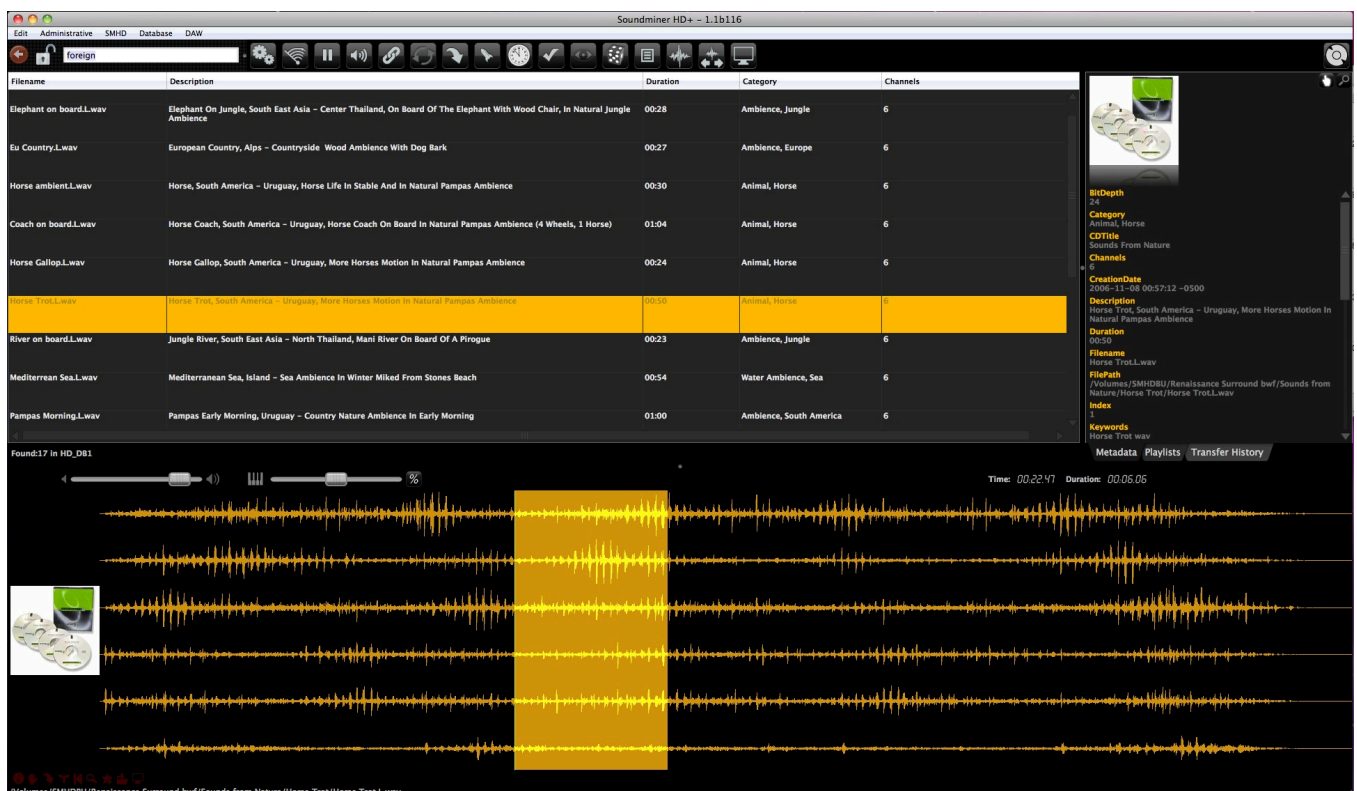 Soundminer HD+ – 1.1b116
Edit Administrative SMHD Database DAW
foreign
Filename Description Duration Category Channels
Elephant on board.L.wav Elephant On Jungle, South East Asia – Center Thailand, On Board Of The Elephant With Wood Chair, In Natural Jungle 00:28 Ambience, Jungle 6
Ambience
Eu Country.L.wav European Country, Alps – Countryside Wood Ambience With Dog Bark 00:27 Ambience, Europe 6
Horse ambient.L.wav Horse, South America – Uruguay, Horse Life In Stable And In Natural Pampas Ambience 00:30 Animal, Horse 6
Coach on board.L.wav Horse Coach, South America – Uruguay, Horse Coach On Board In Natural Pampas Ambience (4 Wheels, 1 Horse) 01:04 Animal, Horse 6
Horse Gallop.L.wav Horse Gallop, South America – Uruguay, More Horses Motion In Natural Pampas Ambience 00:24 Animal, Horse 6
Horse Trot.L.wav Horse Trot, South America – Uruguay, More Horses Motion In Natural Pampas Ambience 00:50 Animal, Horse 6
River on board.L.wav Jungle River, South East Asia – North Thailand, Mani River On Board Of A Pirogue 00:23 Ambience, Jungle 6
Mediterrean Sea.L.wav Mediterranean Sea, Island – Sea Ambience In Winter Miked From Stones Beach 00:54 Water Ambience, Sea 6
Pampas Morning.L.wav Pampas Early Morning, Uruguay – Country Nature Ambience In Early Morning 01:00 Ambience, South America 6
BitDepth
24
Category
Animal, Horse
CDTitle
Sounds From Nature
Channels
6
CreationDate
2006-11-08 00:57:12 -0500
Description
Horse Trot, South America – Uruguay, More Horses Motion In
Natural Pampas Ambience
Duration
00:50
Filename
Horse Trot.L.wav
FilePath
/Volumes/SMHDBU/Renaissance Surround bwf/Sounds from
Nature/Horse Trot/Horse Trot.L.wav
Index
1
Keywords
Horse Trot wav
Found:17 in HD_DB1
Metadata Playlists Transfer History
%
Time: 00:22.47 Duration: 00:06.06
/Volumes/SMHDBU/Renaissance Surround bwf/Sounds from Nature/Horse Trot/Horse Trot.L.wav